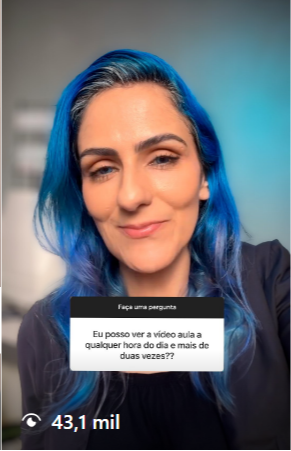 Faça uma pergunta
Eu posso ver a vídeo aula a
qualquer hora do dia e mais de
duas vezes??
43,1 mil